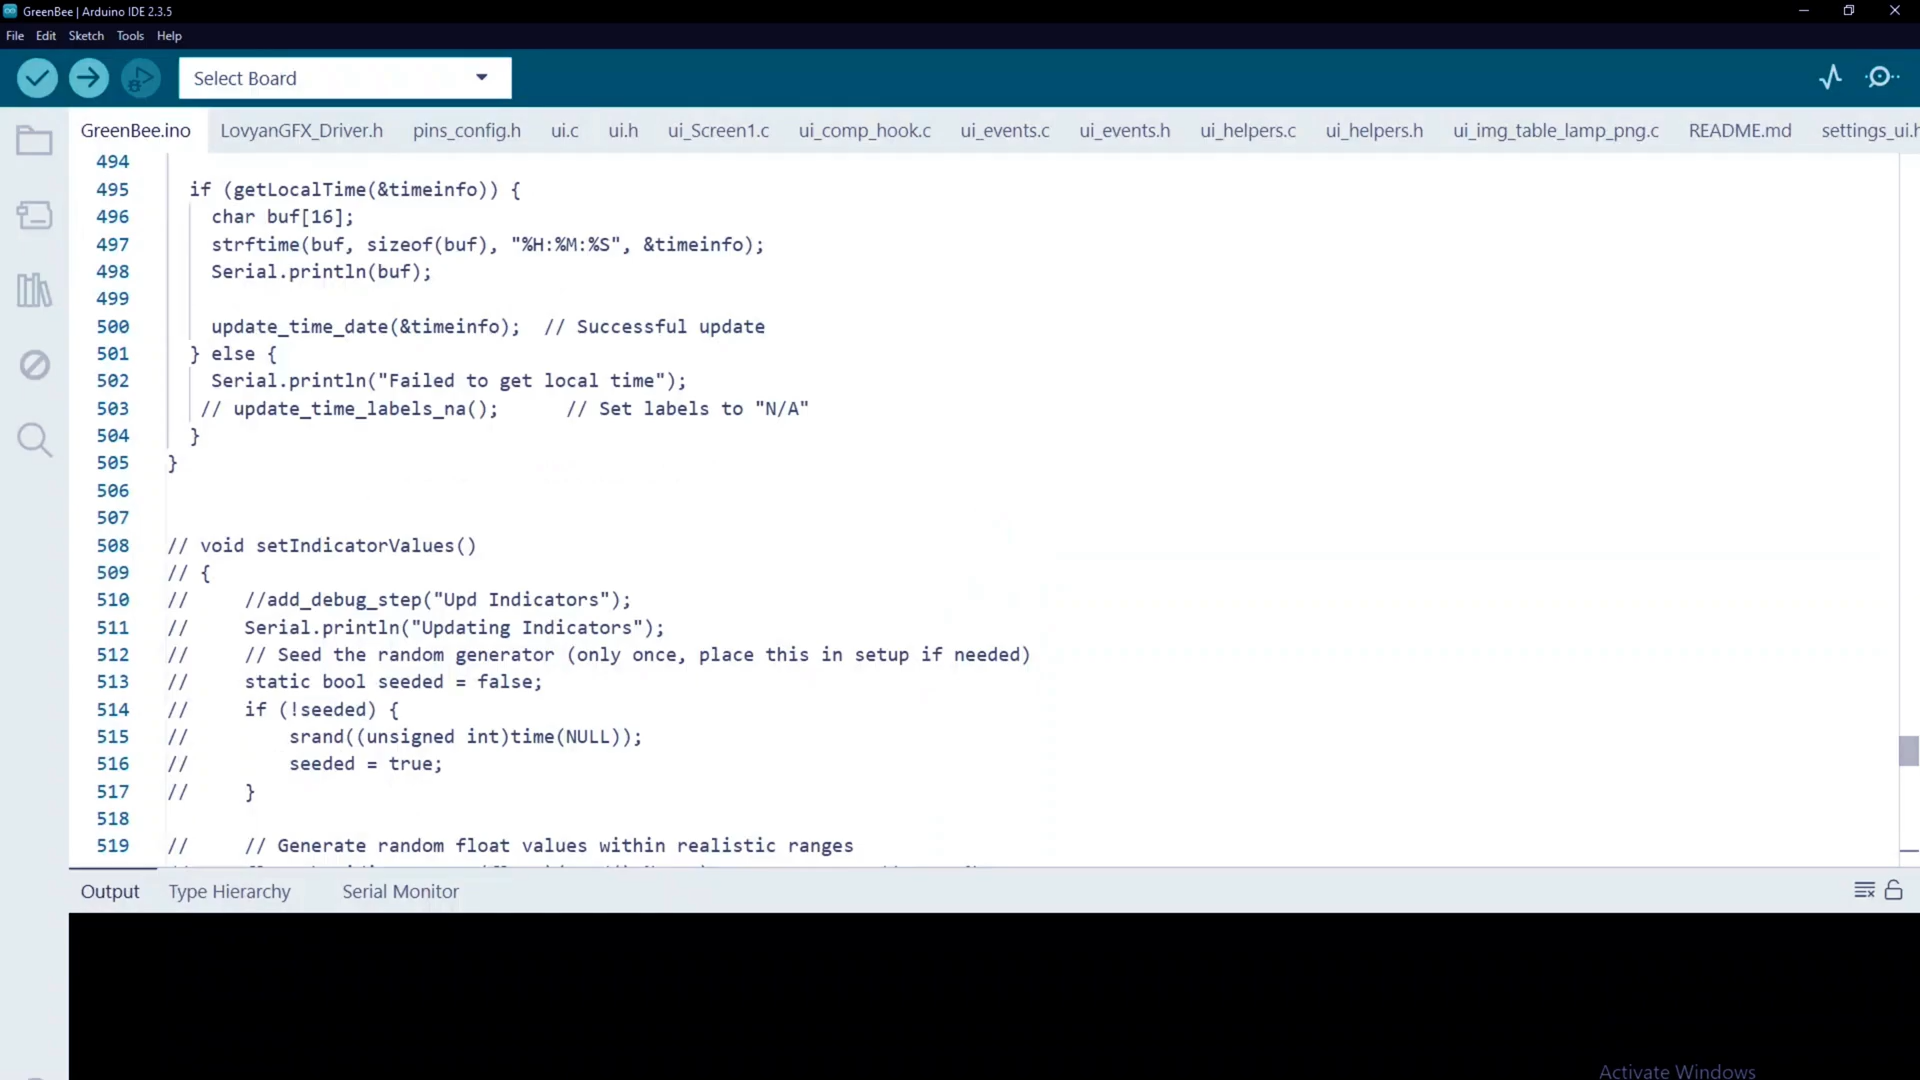 GreenBee | Arduino IDE 2.3.5
File Edit Sketch Tools Help
Select Board
GreenBee.ino LovyanGFX_Driver.h pins_config.h ui.c ui.h ui_Screen1.c ui_comp_hook.c ui_events.c ui_events.h ui_helpers.c ui_helpers.h ui_img_table_lamp_png.c README.md settings_ui.h
494
495 if (getLocalTime(&timeinfo)) {
496 char buf[16];
497 strftime(buf, sizeof(buf), "%H:%M:%S", &timeinfo);
498 Serial.println(buf);
499
500 update_time_date(&timeinfo); // Successful update
501 } else {
502 Serial.println("Failed to get local time");
503 // update_time_labels_na(); // Set labels to "N/A"
504 }
505 }
506
507
508 // void setIndicatorValues()
509 // {
510 // //add_debug_step("Upd Indicators");
511 // Serial.println("Updating Indicators");
512 // // Seed the random generator (only once, place this in setup if needed)
513 // static bool seeded = false;
514 // if (!seeded) {
515 // srand((unsigned int)time(NULL));
516 // seeded = true;
517 // }
518
519 // // Generate random float values within realistic ranges
Output Type Hierarchy Serial Monitor
Activate Windows